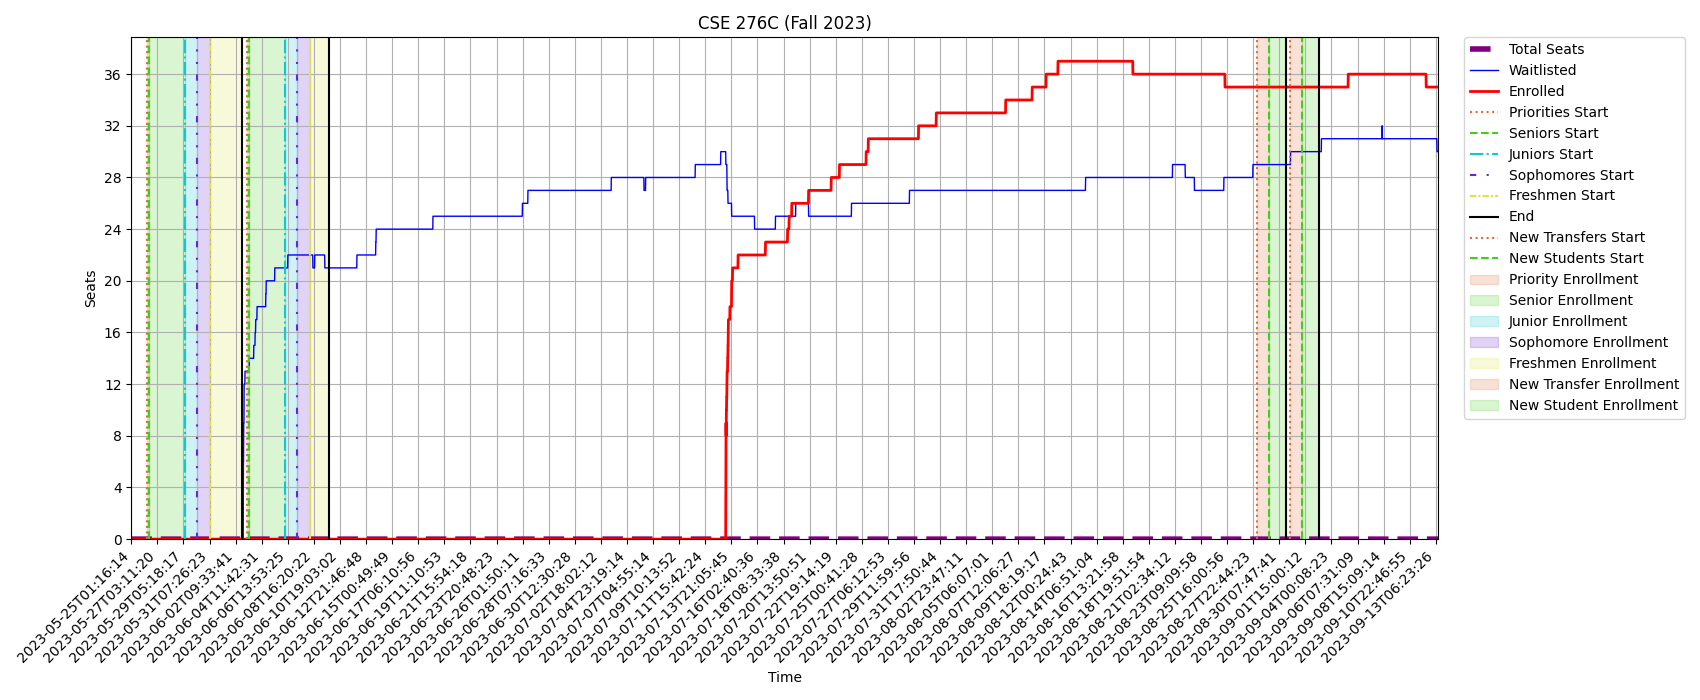 CSE 276C (Fall 2023)
Seats
36
32
28
24
20
16
12
8
4
0
2023-05-25T01:16:14
2023-05-27T03:11:20
2023-05-29T05:18:17
2023-05-31T07:26:23
2023-06-02T09:33:41
2023-06-04T11:42:31
2023-06-06T13:53:25
2023-06-08T16:20:22
2023-06-10T19:03:02
2023-06-12T21:46:48
2023-06-15T00:49:49
2023-06-17T06:10:56
2023-06-19T11:10:53
2023-06-21T15:54:18
2023-06-23T20:48:23
2023-06-26T01:50:11
2023-06-28T07:16:33
2023-06-30T12:30:28
2023-07-02T18:02:12
2023-07-04T23:19:14
2023-07-07T04:55:14
2023-07-09T10:13:52
2023-07-11T15:42:24
2023-07-13T21:05:45
2023-07-16T02:40:36
2023-07-18T08:33:38
2023-07-20T13:50:51
2023-07-22T19:14:19
2023-07-25T00:41:28
2023-07-27T06:12:53
2023-07-29T11:59:56
2023-07-31T17:50:44
2023-08-02T23:47:11
2023-08-05T06:07:01
2023-08-07T12:06:27
2023-08-09T18:19:17
2023-08-12T00:24:43
2023-08-14T06:51:04
2023-08-16T13:21:58
2023-08-18T19:51:54
2023-08-21T02:34:12
2023-08-23T09:09:58
2023-08-25T16:00:56
2023-08-27T22:44:23
2023-08-30T07:47:41
2023-09-01T15:00:12
2023-09-04T00:08:23
2023-09-06T07:31:09
2023-09-08T15:09:14
2023-09-10T22:46:55
2023-09-13T06:23:26
Time
Total Seats
Waitlisted
Enrolled
Priorities Start
Seniors Start
Juniors Start
Sophomores Start
Freshmen Start
End
New Transfers Start
New Students Start
Priority Enrollment
Senior Enrollment
Junior Enrollment
Sophomore Enrollment
Freshmen Enrollment
New Transfer Enrollment
New Student Enrollment